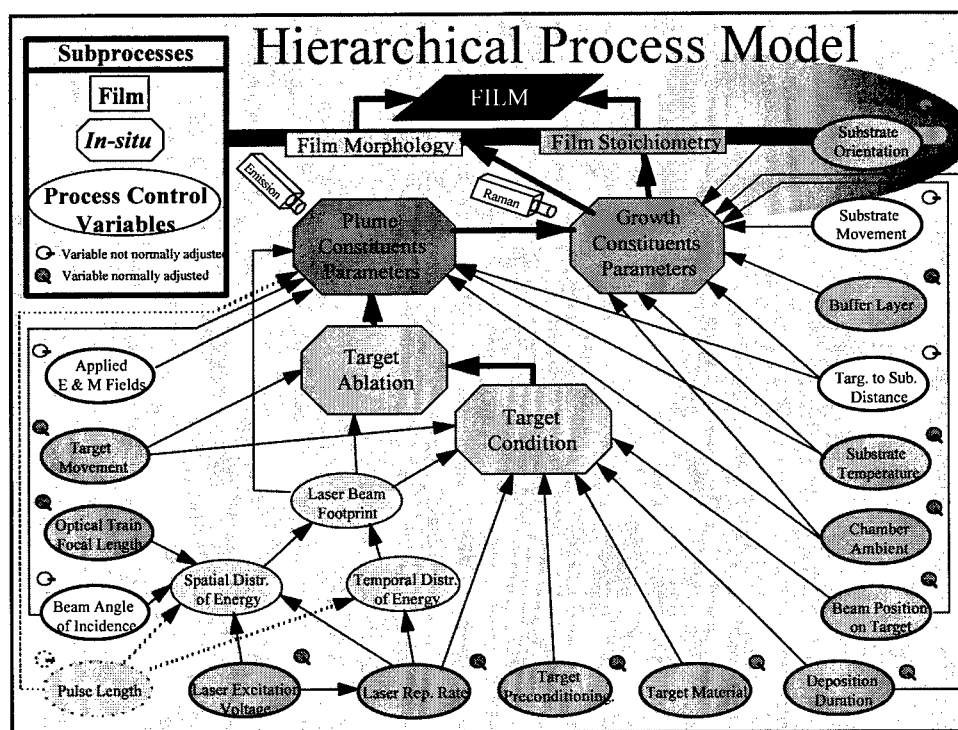 Hierarchical Process Model
Subprocesses
Film
In-situ
Process Control
Variables
Variable not normally adjusted
Variable normally adjusted
FILM
Film Morphology
Film Stoichiometry
Substrate
Orientation
Emission
Raman
Plume
Constituents
Parameters
Growth
Constituents
Parameters
Substrate
Movement
Buffer Layer
Applied
E & M Fields
Target
Ablation
Targ. to Sub.
Distance
Target
Condition
Target
Movement
Substrate
Temperature
Laser Beam
Footprint
Optical Train
Focal Length
Chamber
Ambient
Spatial Distr.
of Energy
Temporal Distr.
of Energy
Beam Angle
of Incidence
Beam Position
on Target
Pulse Length
Laser Excitation
Voltage
Laser Rep. Rate
Target
Preconditioning.
Target Material
Deposition
Duration